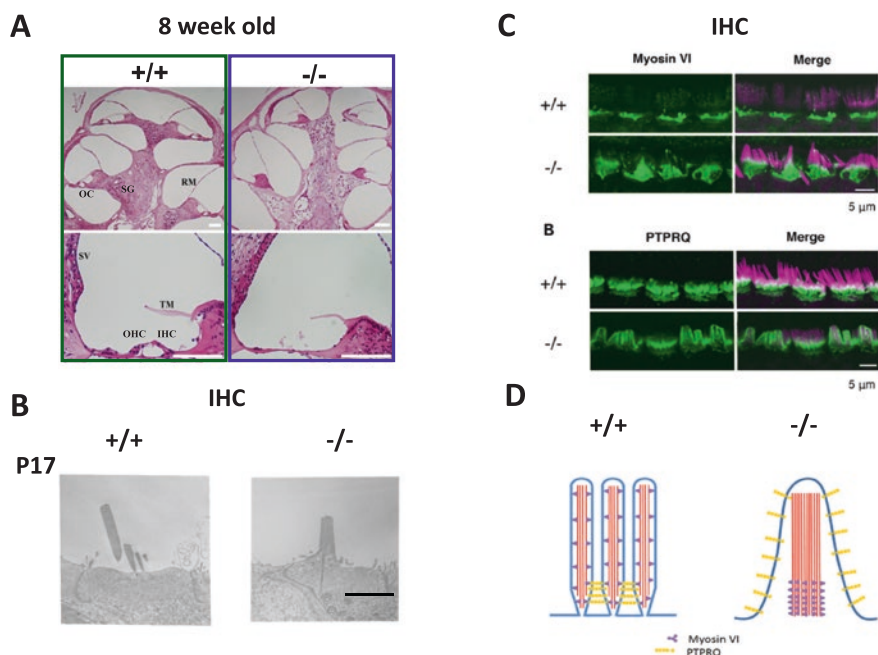 A
8 week old
+/+
-/-
OC
SG
RM
SV
TM
OHC
IHC
B
IHC
+/+
-/-
P17
C
IHC
Myosin VI
Merge
+/+
-/-
5 μm
B
PTPRQ
Merge
+/+
-/-
5 μm
D
+/+
-/-
Myosin VI
PTPRQ